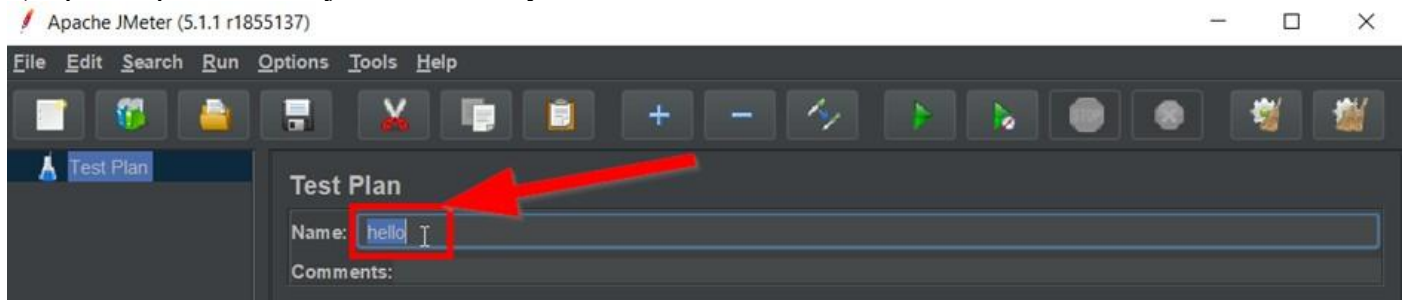 Apache JMeter (5.1.1 r1855137)
File Edit Search Run Options Tools Help
Test Plan
Test Plan
Name: hello
Comments: